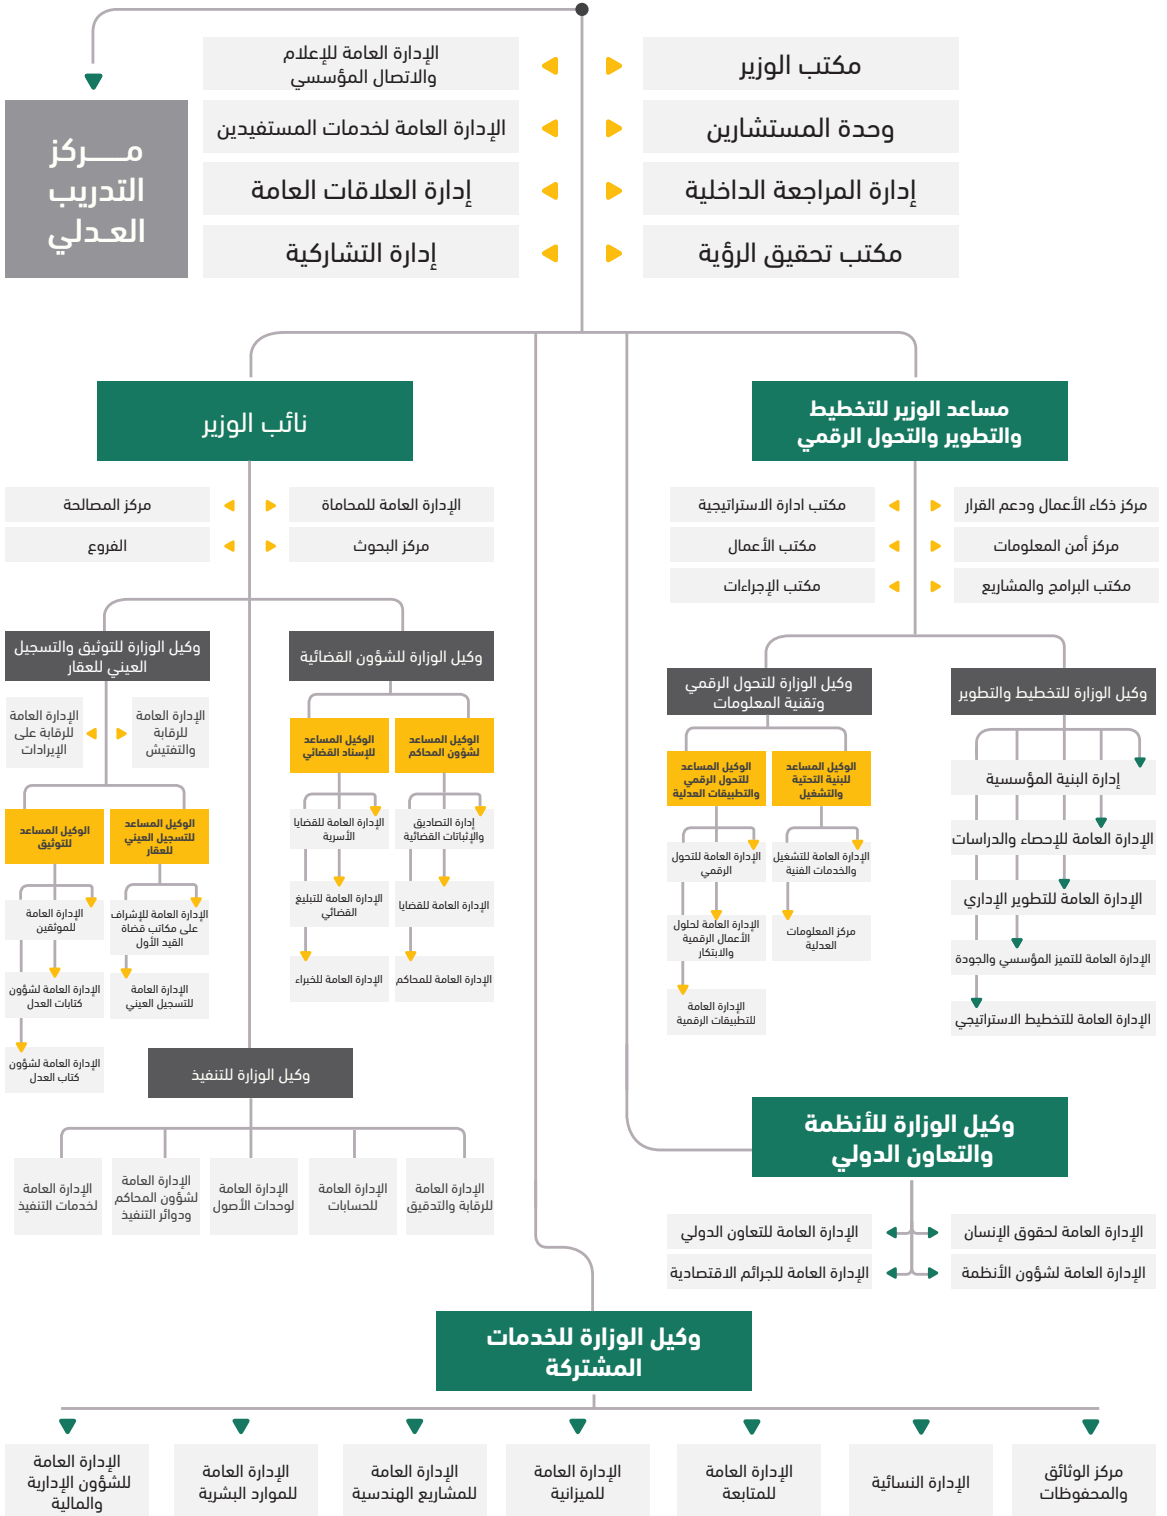 مكتب الوزير
وحدة المستشارين
إدارة المراجعة الداخلية
مكتب تحقيق الرؤية
الإدارة العامة للإعلام
والاتصال المؤسسي
الإدارة العامة لخدمات المستفيدين
إدارة العلاقات العامة
إدارة التشاركية
مـــركز
التدريب
العـدلي
مساعد الوزير للتخطيط
والتطوير والتحول الرقمي
مركز ذكاء الأعمال ودعم القرار
مركز أمن المعلومات
مكتب البرامج والمشاريع
مكتب ادارة الاستراتيجية
مكتب الأعمال
مكتب الإجراءات
وكيل الوزارة للتخطيط والتطوير
إدارة البنية المؤسسية
الإدارة العامة للإحصاء والدراسات
الإدارة العامة للتطوير الإداري
الإدارة العامة للتميز المؤسسي والجودة
الإدارة العامة للتخطيط الاستراتيجي
وكيل الوزارة للتحول الرقمي
وتقنية المعلومات
الوكيل المساعد
للبنية التحتية
والتشغيل
الإدارة العامة للتشغيل
والخدمات الفنية
مركز المعلومات
العدلية
الوكيل المساعد
للتحول الرقمي
والتطبيقات العدلية
الإدارة العامة للتحول
الرقمي
الإدارة العامة لحلول
الأعمال الرقمية
والابتكار
الإدارة العامة
للتطبيقات الرقمية
نائب الوزير
الإدارة العامة للمحاماة
مركز البحوث
مركز المصالحة
الفروع
وكيل الوزارة للشؤون القضائية
الوكيل المساعد
لشؤون المحاكم
إدارة التصاديق
والإثباتات القضائية
الإدارة العامة للقضايا
الإدارة العامة للمحاكم
الوكيل المساعد
للإسناد القضائي
الإدارة العامة للقضايا
الأسرية
الإدارة العامة للتبليغ
القضائي
الإدارة العامة للخبراء
وكيل الوزارة للتوثيق والتسجيل
العيني للعقار
الإدارة العامة
للرقابة
والتفتيش
الإدارة العامة
للرقابة على
الإيرادات
الوكيل المساعد
للتسجيل العيني
للعقار
الإدارة العامة للإشراف
على مكاتب قضاة
القيد الأول
الإدارة العامة
للتسجيل العيني
الوكيل المساعد
للتوثيق
الإدارة العامة
للموثقين
الإدارة العامة لشؤون
كتابات العدل
الإدارة العامة لشؤون
كتاب العدل
وكيل الوزارة للتنفيذ
الإدارة العامة
للرقابة والتدقيق
الإدارة العامة
للحسابات
الإدارة العامة
لوحدات الأصول
الإدارة العامة
لشؤون المحاكم
ودوائر التنفيذ
الإدارة العامة
لخدمات التنفيذ
وكيل الوزارة للأنظمة
والتعاون الدولي
الإدارة العامة لحقوق الإنسان
الإدارة العامة لشؤون الأنظمة
الإدارة العامة للتعاون الدولي
الإدارة العامة للجرائم الاقتصادية
وكيل الوزارة للخدمات
المشتركة
مركز الوثائق
والمحفوظات
الإدارة النسائية
الإدارة العامة
للمتابعة
الإدارة العامة
للميزانية
الإدارة العامة
للمشاريع الهندسية
الإدارة العامة
للموارد البشرية
الإدارة العامة
للشؤون الإدارية
والمالية